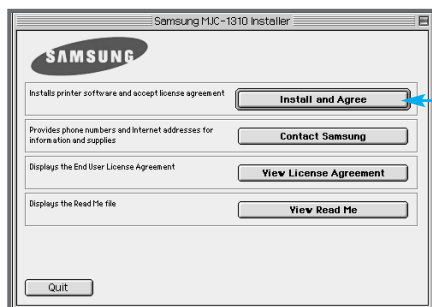 Samsung MJC-1310 Installer
SAMSUNG
Installs printer software and accept license agreement
Install and Agree
Provides phone numbers and Internet addresses for
information and supplies
Contact Samsung
Displays the End User License Agreement
View License Agreement
Displays the Read Me file
View Read Me
Quit